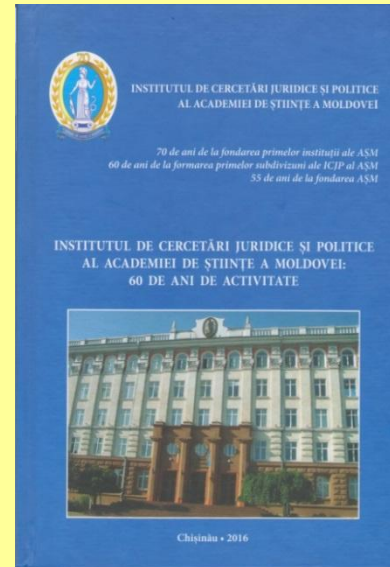 INSTITUTUL DE CERCETĂRI JURIDICE ȘI POLITICE
AL ACADEMIEI DE ȘTIINȚE A MOLDOVEI
70 de ani de la fondarea primelor instituții ale AȘM
60 de ani de la formarea primelor subdivizuni ale ICJP al AȘM
55 de ani de la fondarea AȘM
INSTITUTUL DE CERCETĂRI JURIDICE ȘI POLITICE
AL ACADEMIEI DE ȘTIINȚE A MOLDOVEI:
60 DE ANI DE ACTIVITATE
Chișinău • 2016